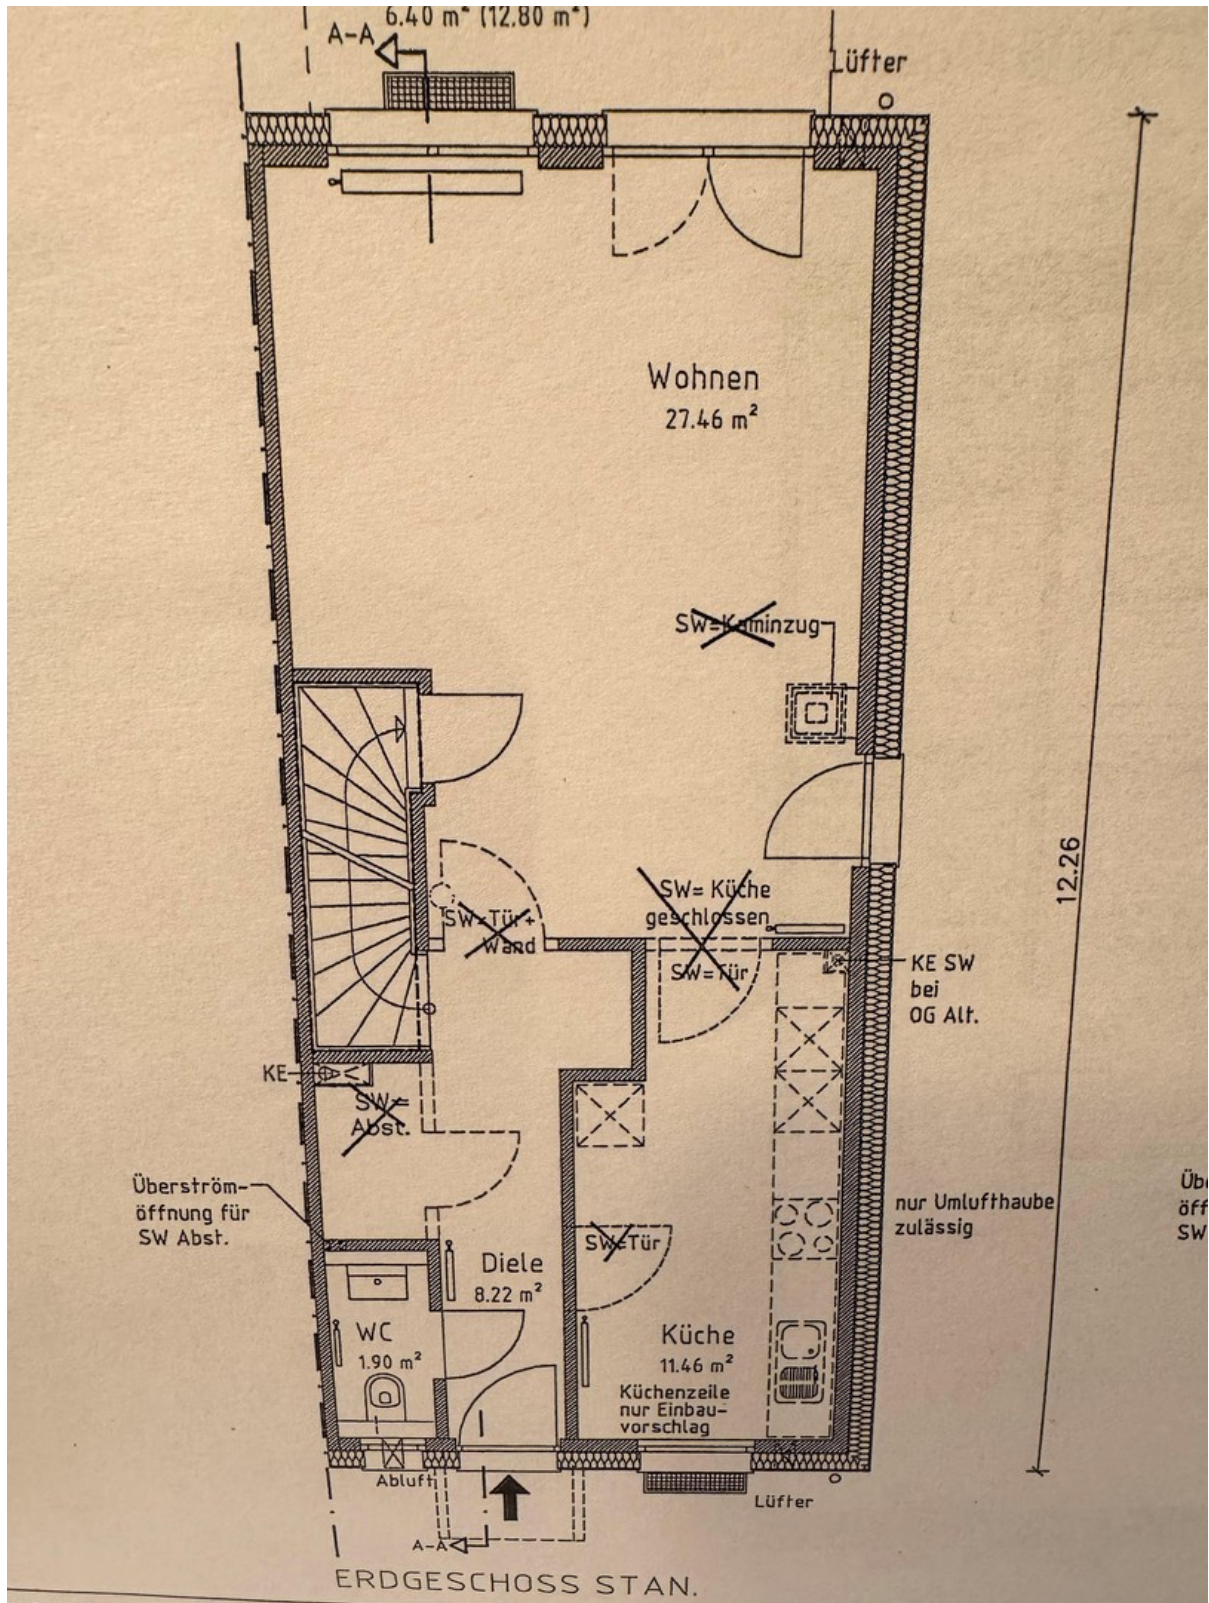 6.40 m² (12.80 m²)
A-A
Lüfter
Wohnen
27.46 m²
SW=Kaminzug
12.26
SW= Küche
geschlossen
SW=Tür+
Wand
SW=Tür
KE SW
bei
OG Alt.
KE
SW=
Abst.
Überström-
öffnung für
SW Abst.
nur Umlufthaube
zulässig
Übe
öff
SW
SW=Tür
Diele
8.22 m²
WC
1.90 m²
Küche
11.46 m²
Küchenzeile
nur Einbau-
vorschlag
Abluft
Lüfter
A-A
ERDGESCHOSS STAN.